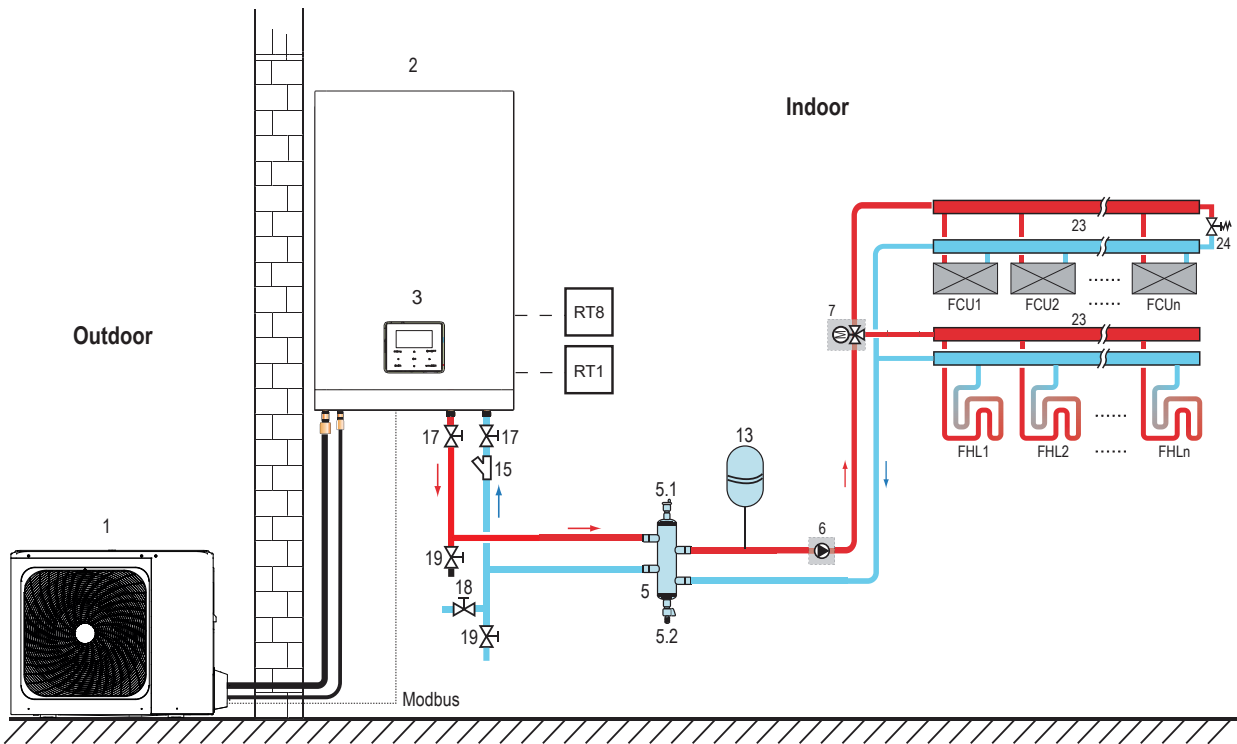 2
Indoor
23
24
FCU1
FCU2
......
......
FCUn
3
RT8
7
23
Outdoor
RT1
17
17
13
FHL1
FHL2
......
......
FHLn
15
5.1
1
6
19
18
5
19
5.2
Modbus